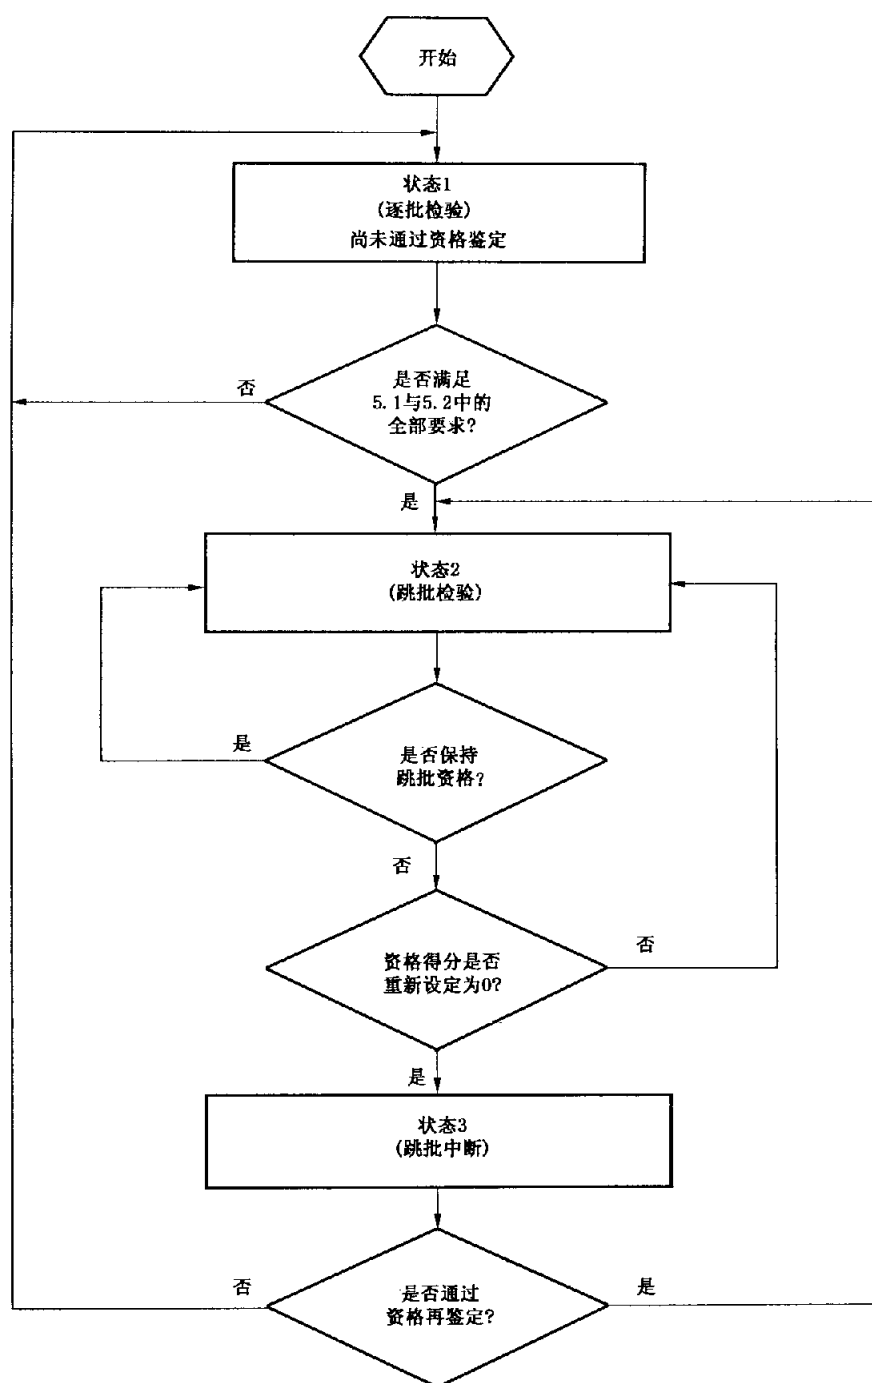 开始
状态1
(逐批检验)
尚未通过资格鉴定
是否满足
5.1与5.2中的
全部要求?
否
是
状态2
(跳批检验)
是否保持
跳批资格?
是
否
资格得分是否
重新设定为0?
否
是
状态3
(跳批中断)
是否通过
资格再鉴定?
否
是